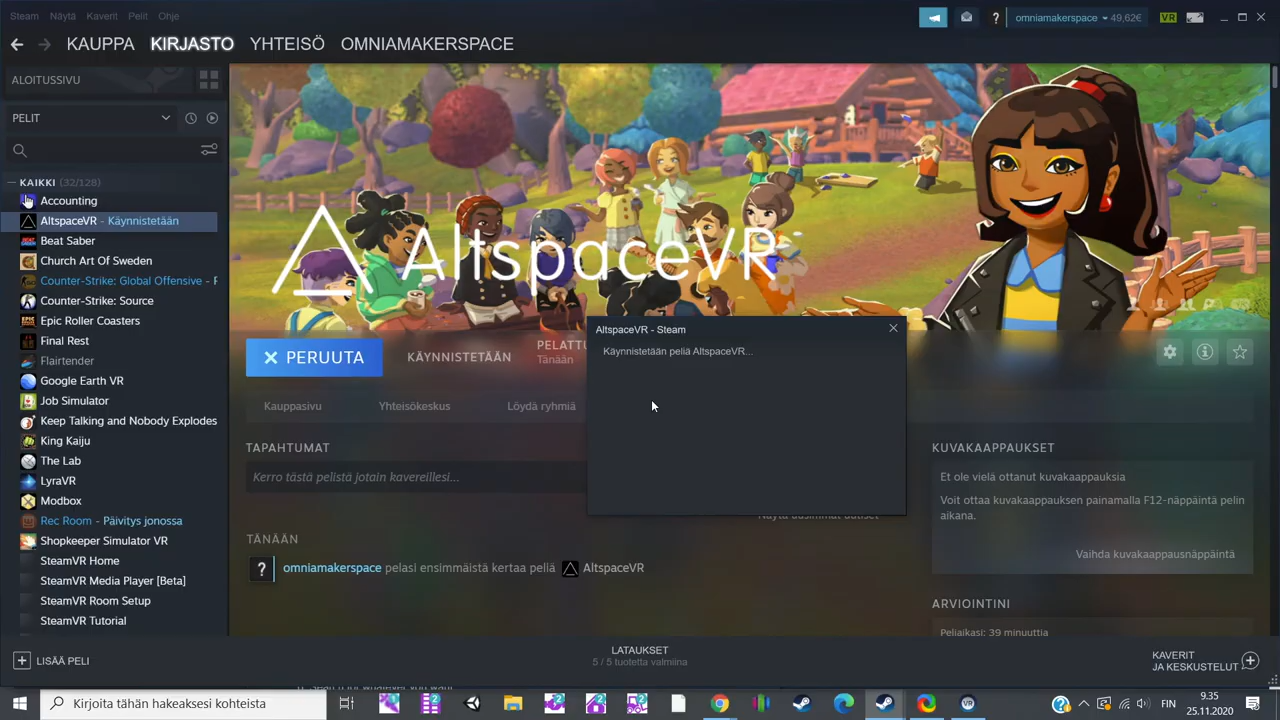 Steam Näytä Kaverit Pelit Ohje
? omniamakerspace 49,62€ VR
KAUPPA KIRJASTO YHTEISÖ OMNIAMAKERSPACE
ALOITUSSIVU
PELIT
KAIKKI (32/128)
Accounting
AltspaceVR - Käynnistetään
Beat Saber
Church Art Of Sweden
Counter-Strike: Global Offensive - P
Counter-Strike: Source
Epic Roller Coasters
Final Rest
Flairtender
Google Earth VR
Job Simulator
Keep Talking and Nobody Explodes
King Kaiju
The Lab
LyraVR
Modbox
Rec Room - Päivitys jonossa
Shopkeeper Simulator VR
SteamVR Home
SteamVR Media Player [Beta]
SteamVR Room Setup
SteamVR Tutorial
AltspaceVR
PERUUTA
KÄYNNISTETÄÄN
PELATTU
Tänään
AltspaceVR - Steam
Käynnistetään peliä AltspaceVR...
Kauppasivu Yhteisökeskus Löydä ryhmiä
TAPAHTUMAT
Kerro tästä pelistä jotain kavereillesi...
TÄNÄÄN
? omniamakerspace pelasi ensimmäistä kertaa peliä AltspaceVR
KUVAKAAPPAUKSET
Et ole vielä ottanut kuvakaappauksia
Voit ottaa kuvakaappauksen painamalla F12-näppäintä pelin
aikana.
Vaihda kuvakaappausnäppäintä
ARVIOINTINI
Peliaikasi: 39 minuuttia
LISÄÄ PELI
LATAUKSET
5 / 5 tuotetta valmiina
KAVERIT
JA KESKUSTELUT
Kirjoita tähän hakeaksesi kohteita
FIN
9.35
25.11.2020